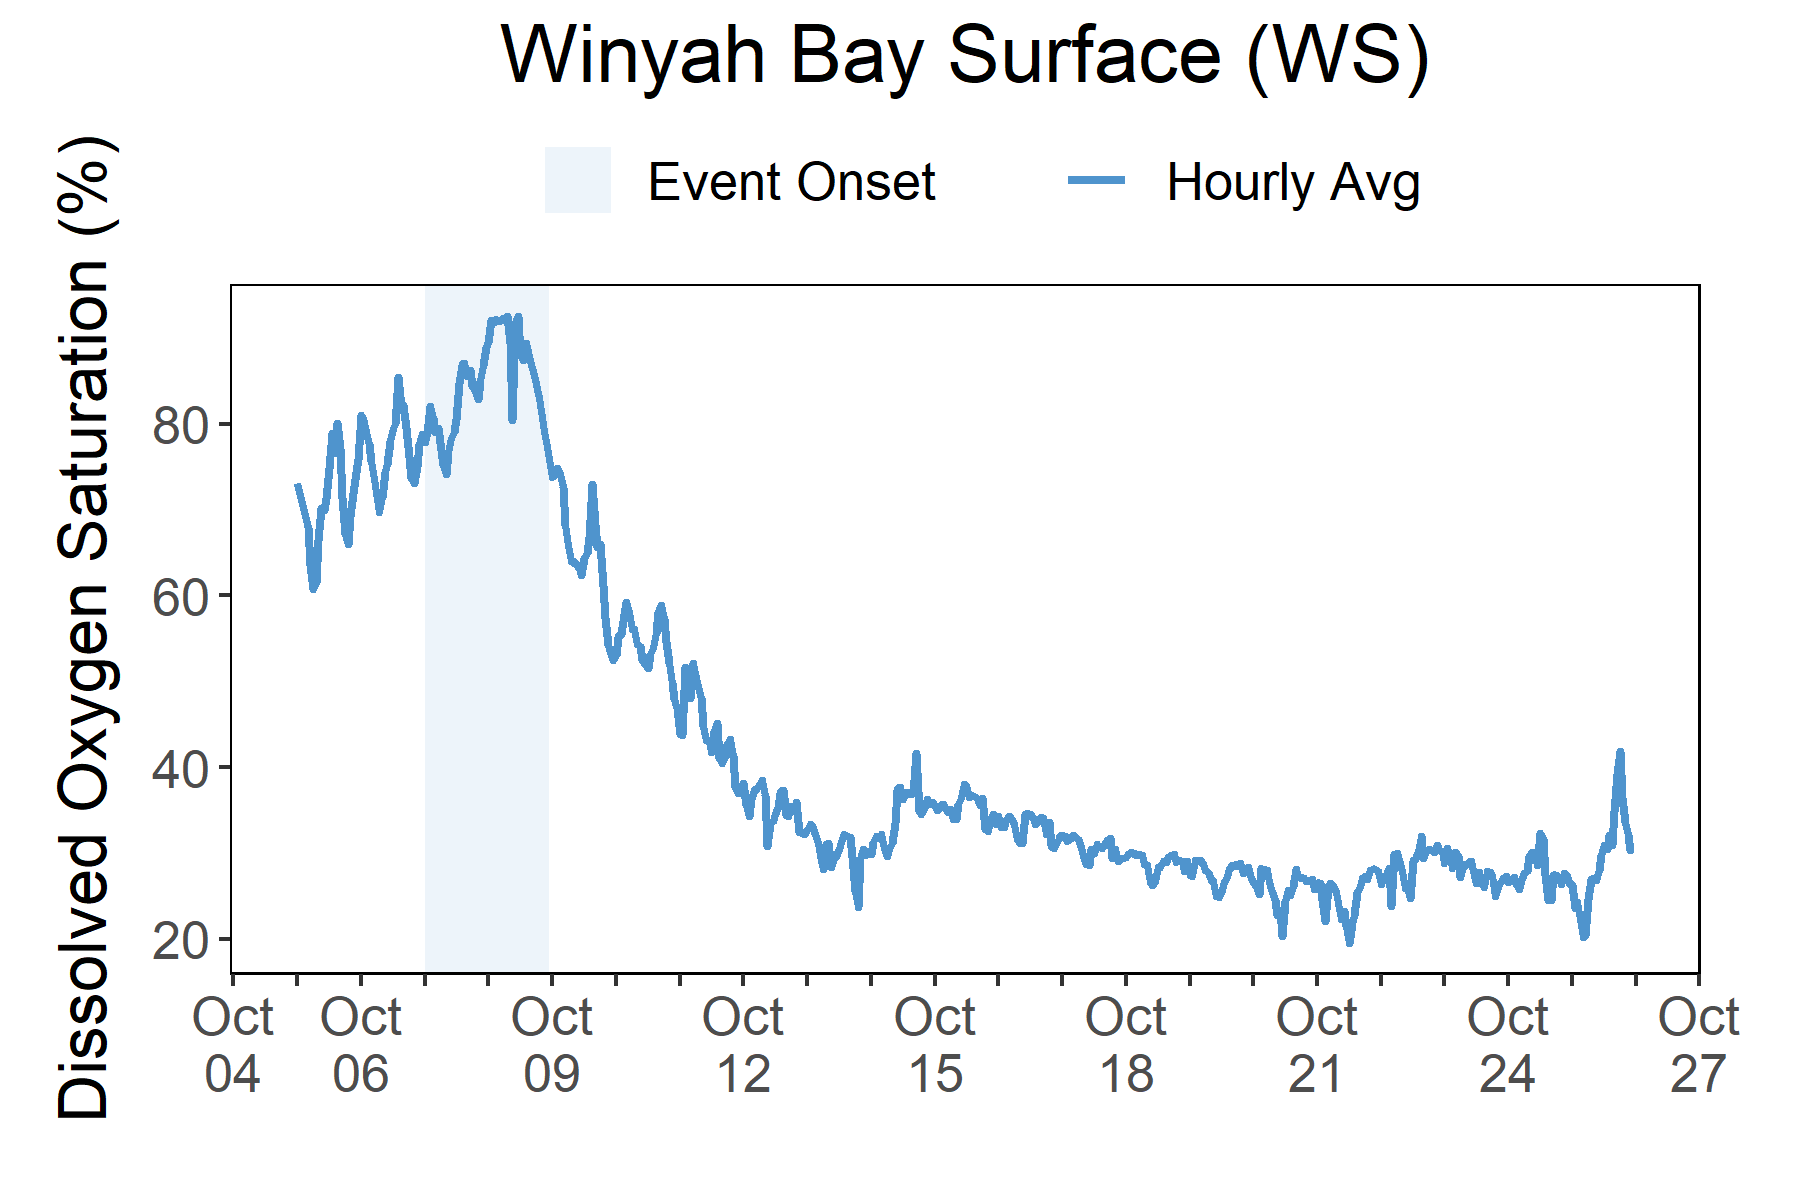 Winyah Bay Surface (WS)
Event Onset
Hourly Avg
Dissolved Oxygen Saturation (%)
80
60
40
20
Oct 04
Oct 06
Oct 09
Oct 12
Oct 15
Oct 18
Oct 21
Oct 24
Oct 27